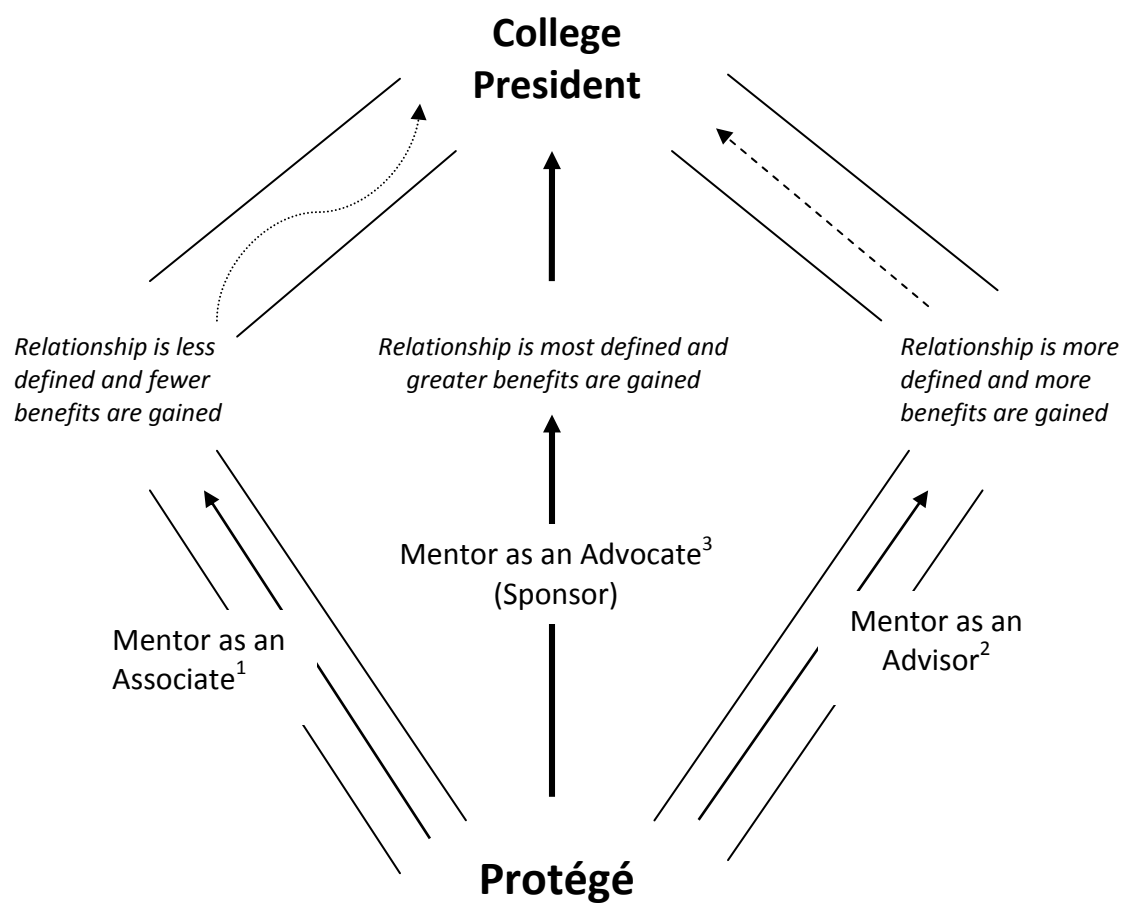 College
President
Relationship is less
defined and fewer
benefits are gained
Relationship is most defined and
greater benefits are gained
Relationship is more
defined and more
benefits are gained
Mentor as an Advocate³
(Sponsor)
Mentor as an
Associate¹
Mentor as an
Advisor²
Protégé